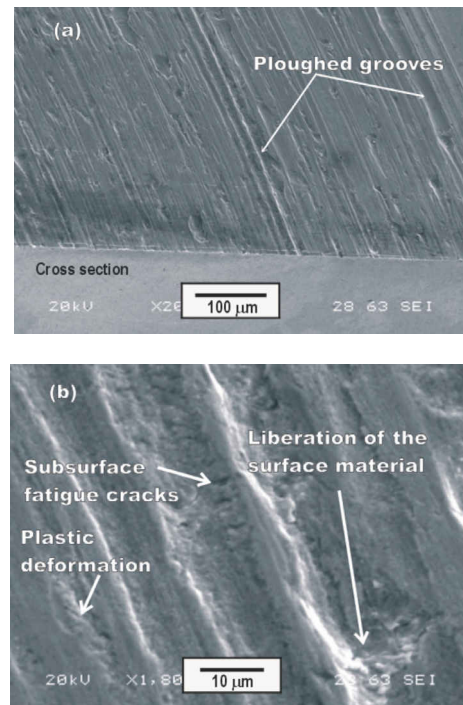 (a)
Ploughed grooves
Cross section
20kV X20
100 µm
28 63 SEI
(b)
Liberation of the
surface material
Subsurface
fatigue cracks
Plastic
deformation
20kV X1,80
10 µm
63 SEI